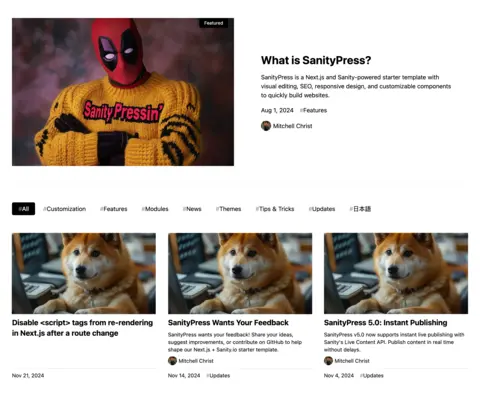 Featured
Sanity Pressin'
What is SanityPress?
SanityPress is a Next.js and Sanity-powered starter template with
visual editing, SEO, responsive design, and customizable components
to quickly build websites.
Aug 1, 2024 #Features
Mitchell Christ
#All #Customization #Features #Modules #News #Themes #Tips & Tricks #Updates #日本語
Disable <script> tags from re-rendering
in Next.js after a route change
Nov 21, 2024
SanityPress Wants Your Feedback
SanityPress wants your feedback! Share your ideas,
suggest improvements, or contribute on GitHub to help
shape our Next.js + Sanity.io starter template.
Mitchell Christ
Nov 14, 2024 #Updates
SanityPress 5.0: Instant Publishing
SanityPress v5.0 now supports instant live publishing with
Sanity's Live Content API. Publish content in real time
without delays.
Mitchell Christ
Nov 4, 2024 #Updates